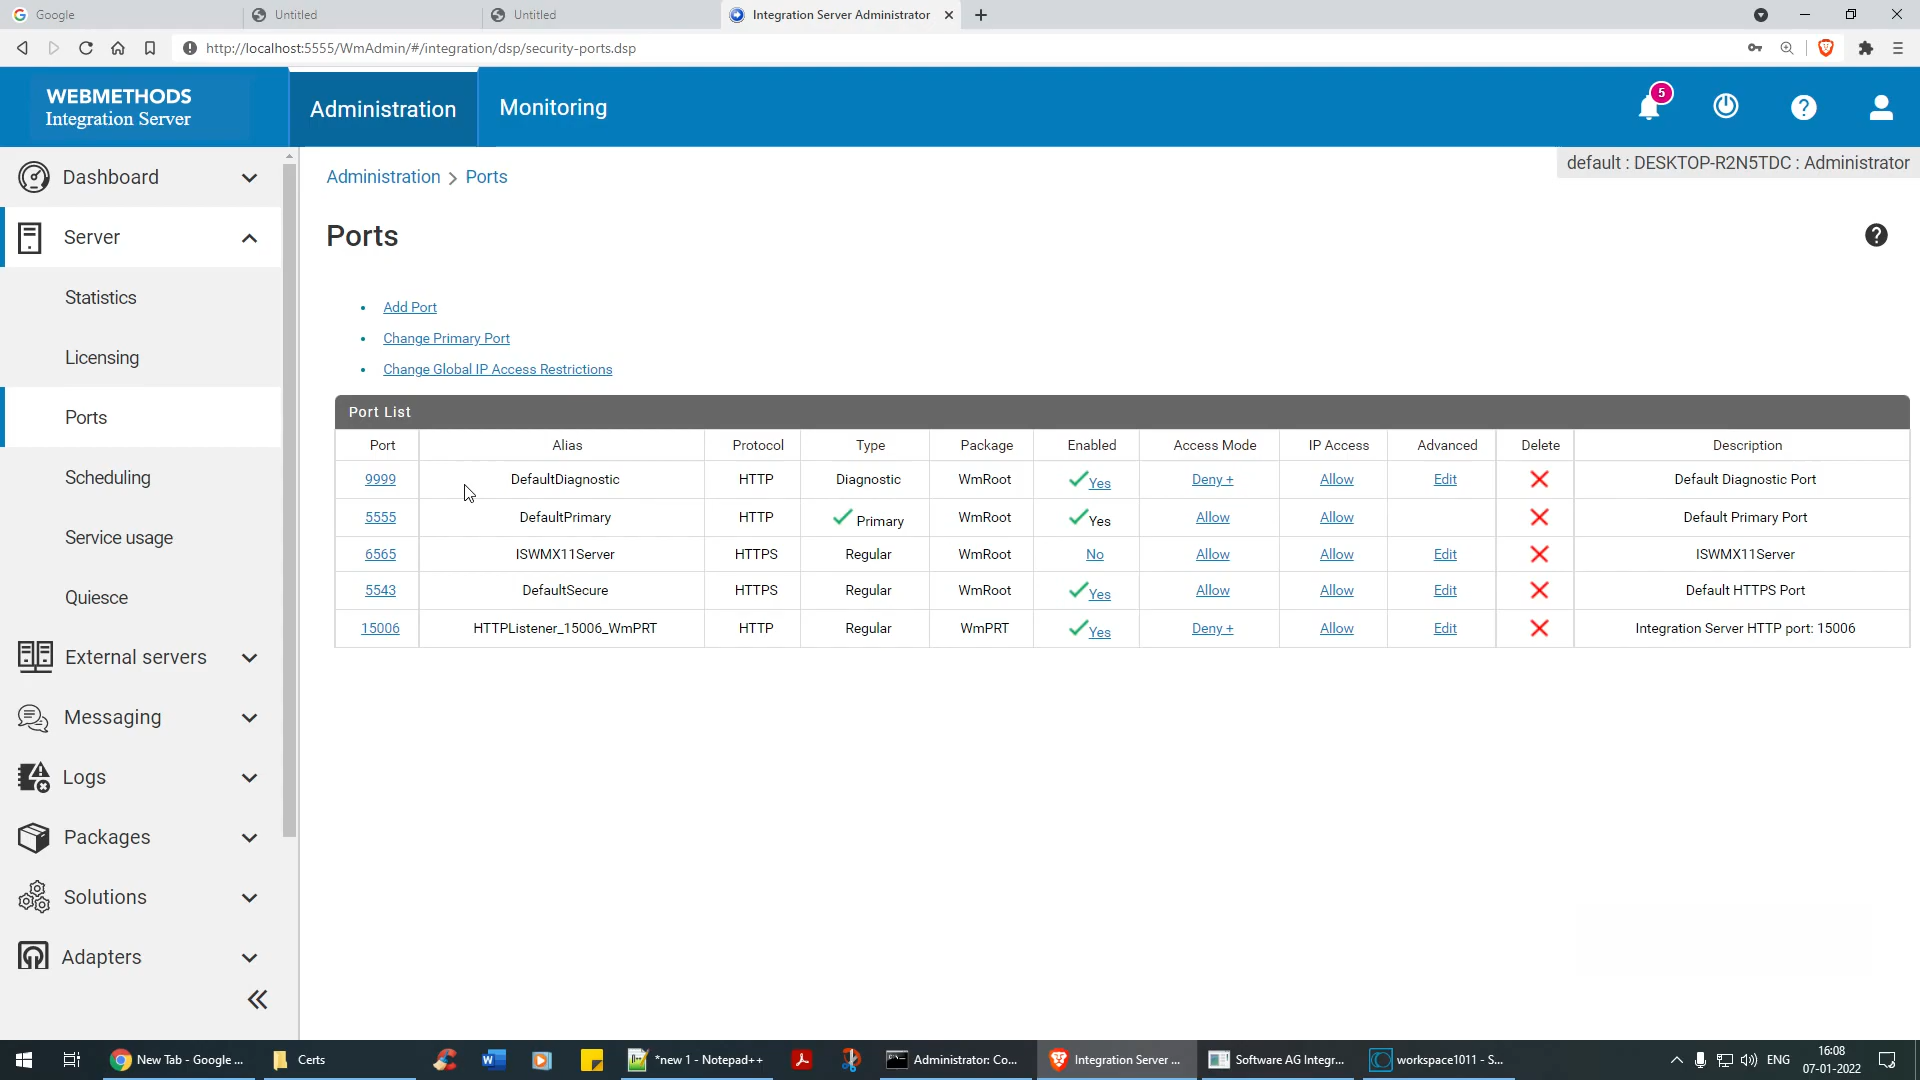 Google
Untitled
Untitled
Integration Server Administrator
http://localhost:5555/WmAdmin/#/integration/dsp/security-ports.dsp
WEBMETHODS
Integration Server
Administration
Monitoring
5
default : DESKTOP-R2N5TDC : Administrator
Dashboard
Server
Statistics
Licensing
Ports
Scheduling
Service usage
Quiesce
External servers
Messaging
Logs
Packages
Solutions
Adapters
Administration > Ports
Ports
Add Port
Change Primary Port
Change Global IP Access Restrictions
Port List
Port Alias Protocol Type Package Enabled Access Mode IP Access Advanced Delete Description
9999 DefaultDiagnostic HTTP Diagnostic WmRoot Yes Deny + Allow Edit Default Diagnostic Port
5555 DefaultPrimary HTTP Primary WmRoot Yes Allow Allow Default Primary Port
6565 ISWMX11Server HTTPS Regular WmRoot No Allow Allow Edit ISWMX11Server
5543 DefaultSecure HTTPS Regular WmRoot Yes Allow Allow Edit Default HTTPS Port
15006 HTTPListener_15006_WmPRT HTTP Regular WmPRT Yes Deny + Allow Edit Integration Server HTTP port: 15006
New Tab - Google ...
Certs
*new 1 - Notepad++
Administrator: Co...
Integration Server ...
Software AG Integr...
workspace1011 - S...
ENG
16:08
07-01-2022